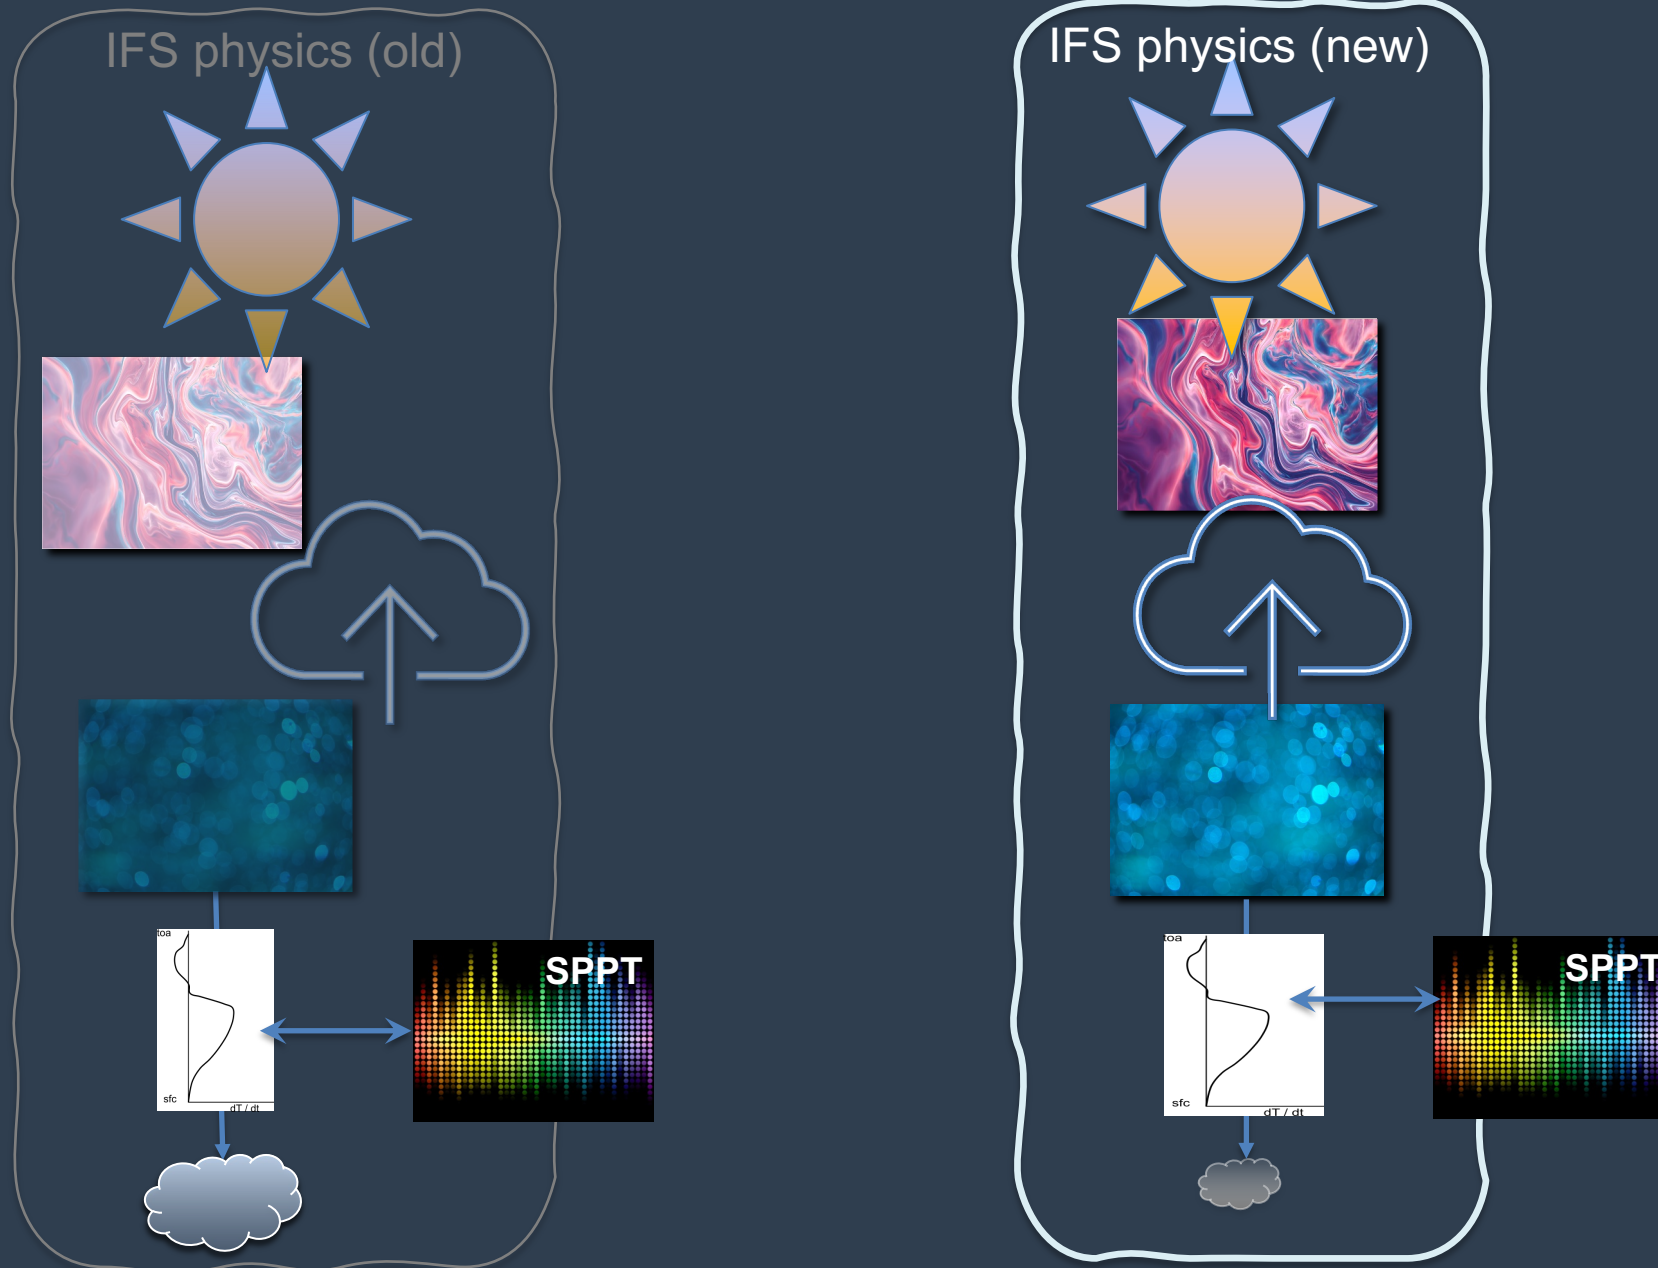 IFS physics (old)
toa
sfc
dT / dt
SPPT
IFS physics (new)
toa
sfc
dT / dt
SPPT